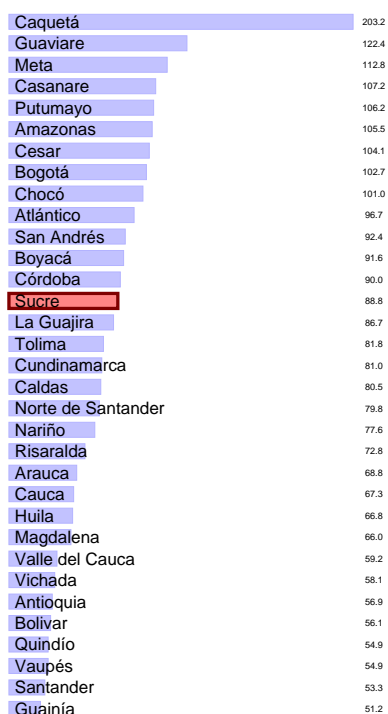 Caquetá 203.2
Guaviare 122.4
Meta 112.8
Casanare 107.2
Putumayo 106.2
Amazonas 105.5
Cesar 104.1
Bogotá 102.7
Chocó 101.0
Atlántico 96.7
San Andrés 92.4
Boyacá 91.6
Córdoba 90.0
Sucre 88.8
La Guajira 86.7
Tolima 81.8
Cundinamarca 81.0
Caldas 80.5
Norte de Santander 79.8
Nariño 77.6
Risaralda 72.8
Arauca 68.8
Cauca 67.3
Huila 66.8
Magdalena 66.0
Valle del Cauca 59.2
Vichada 58.1
Antioquia 56.9
Bolivar 56.1
Quindío 54.9
Vaupés 54.9
Santander 53.3
Guainía 51.2